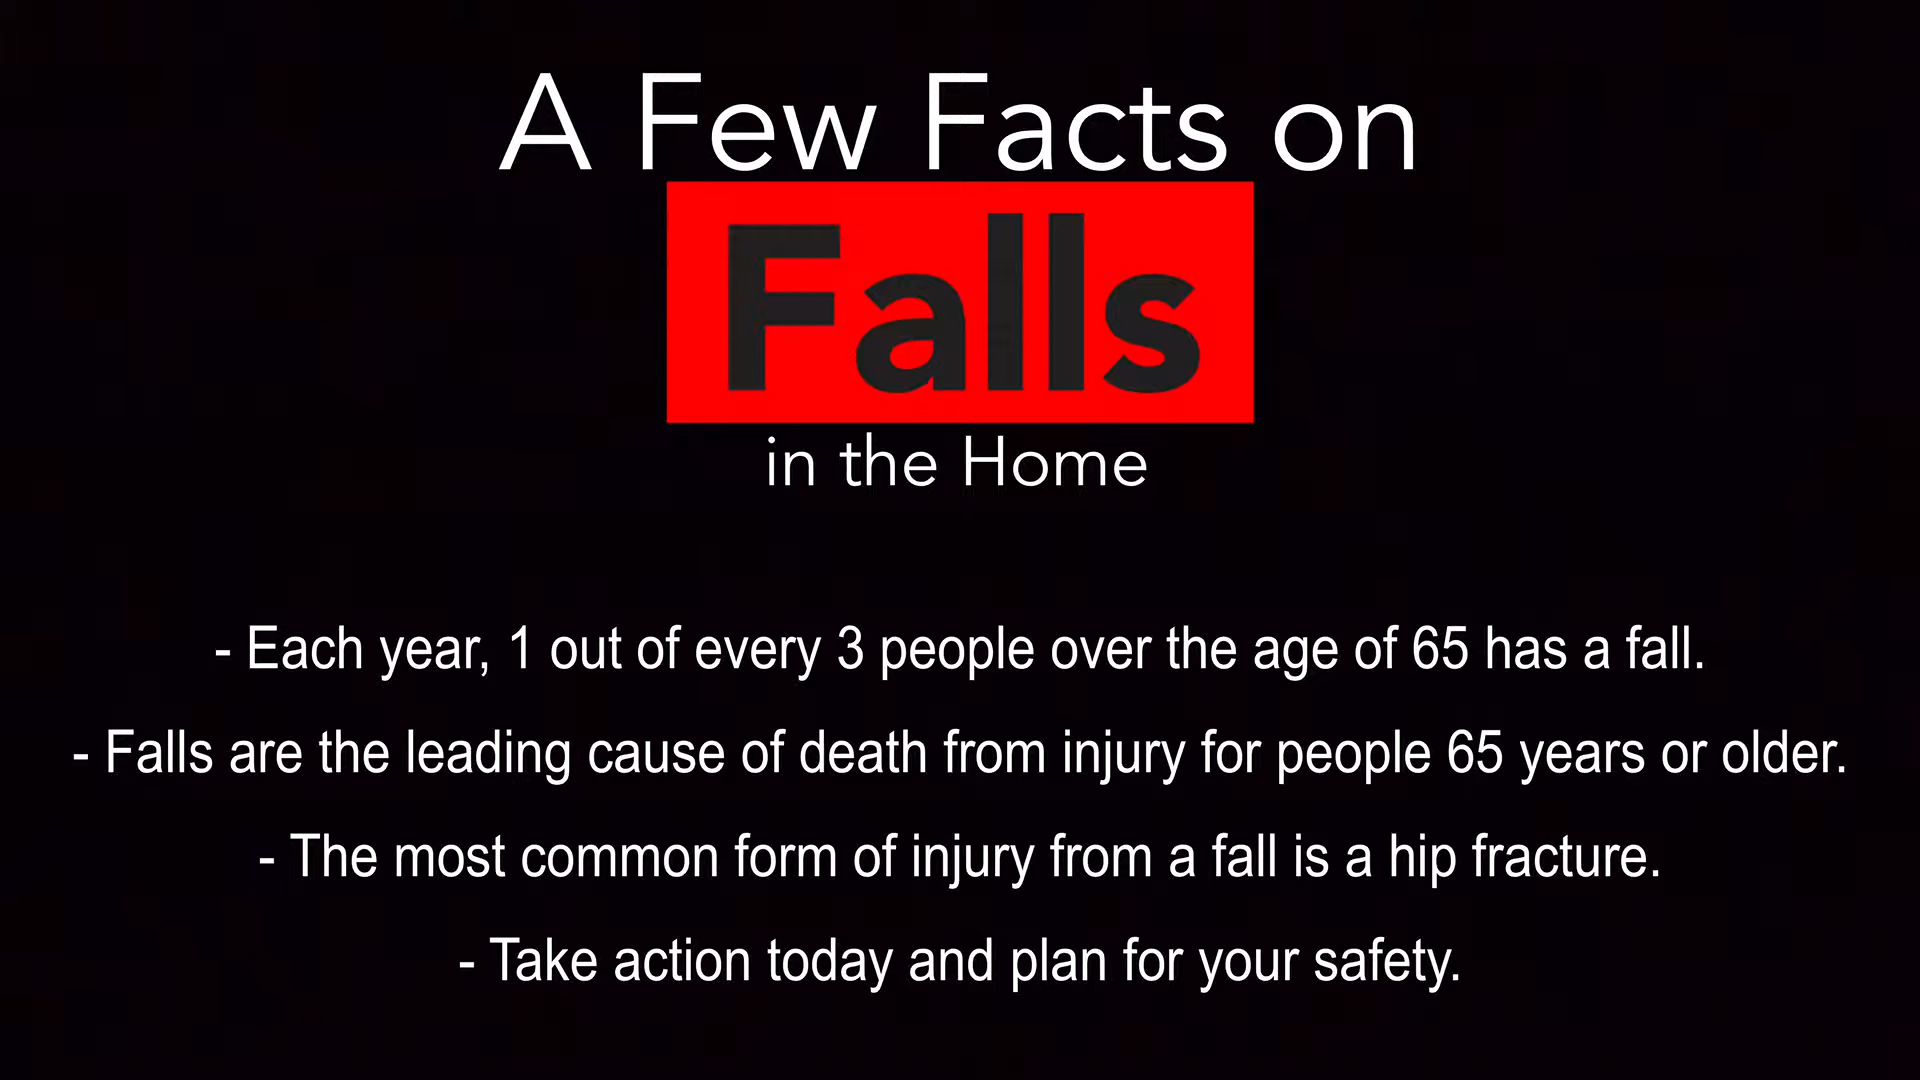 A Few Facts on
Falls
in the Home
- Each year, 1 out of every 3 people over the age of 65 has a fall.
- Falls are the leading cause of death from injury for people 65 years or older.
- The most common form of injury from a fall is a hip fracture.
- Take action today and plan for your safety.